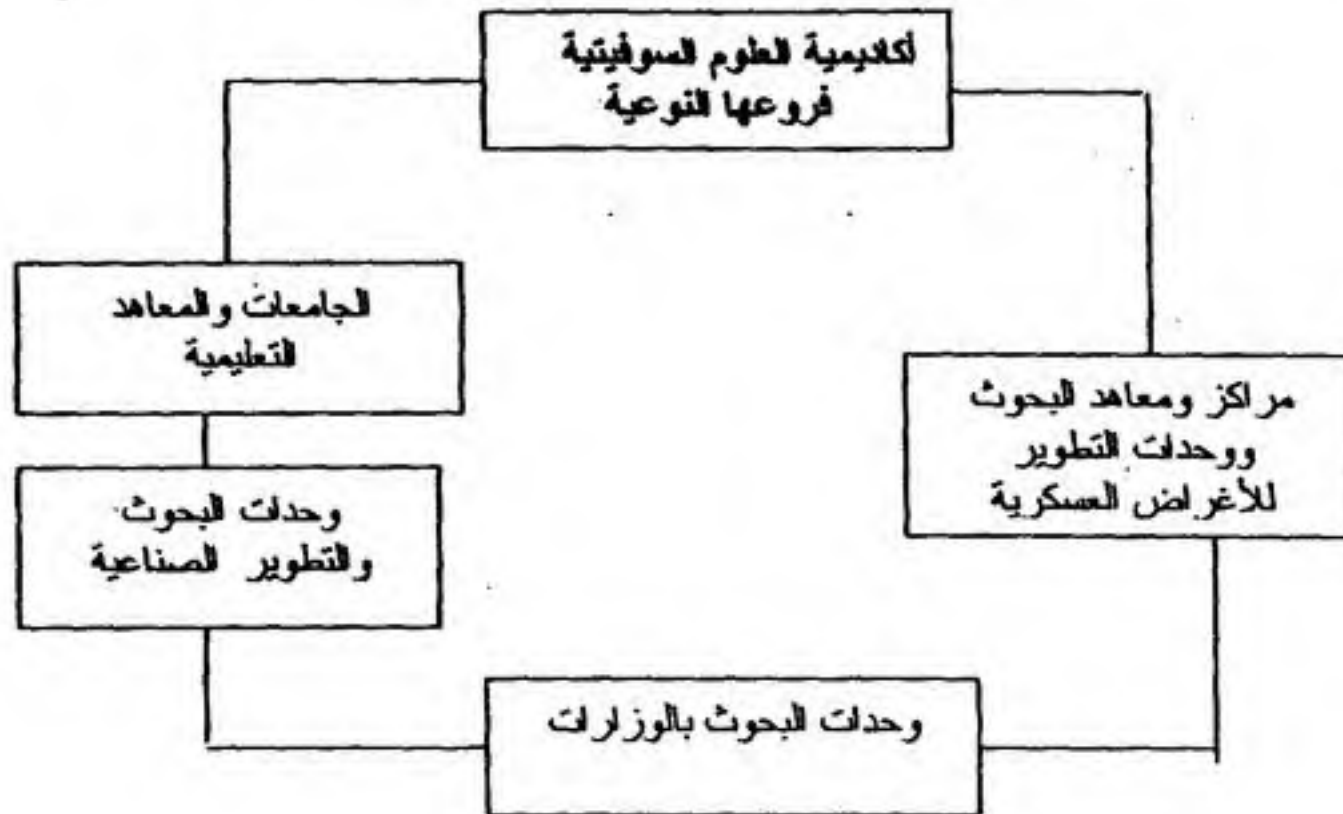 أكاديمية العلوم السوفيتية
فروعها النوعية
الجامعات والمعاهد
التعليمية
مراكز ومعاهد البحوث
ووحدات التطوير
للأغراض العسكرية
وحدات البحوث
والتطوير الصناعية
وحدات البحوث بالوزارات